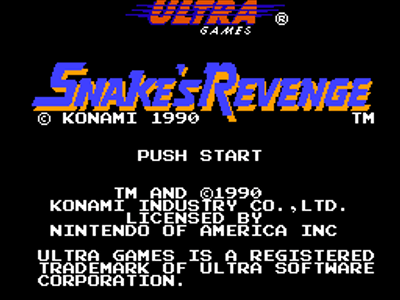 ULTRA ®
GAMES
SNAKE'S REVENGE
© KONAMI 1990 TM
PUSH START
TM AND ©1990
KONAMI INDUSTRY CO.,LTD.
LICENSED BY
NINTENDO OF AMERICA INC
ULTRA GAMES IS A REGISTERED
TRADEMARK OF ULTRA SOFTWARE
CORPORATION.